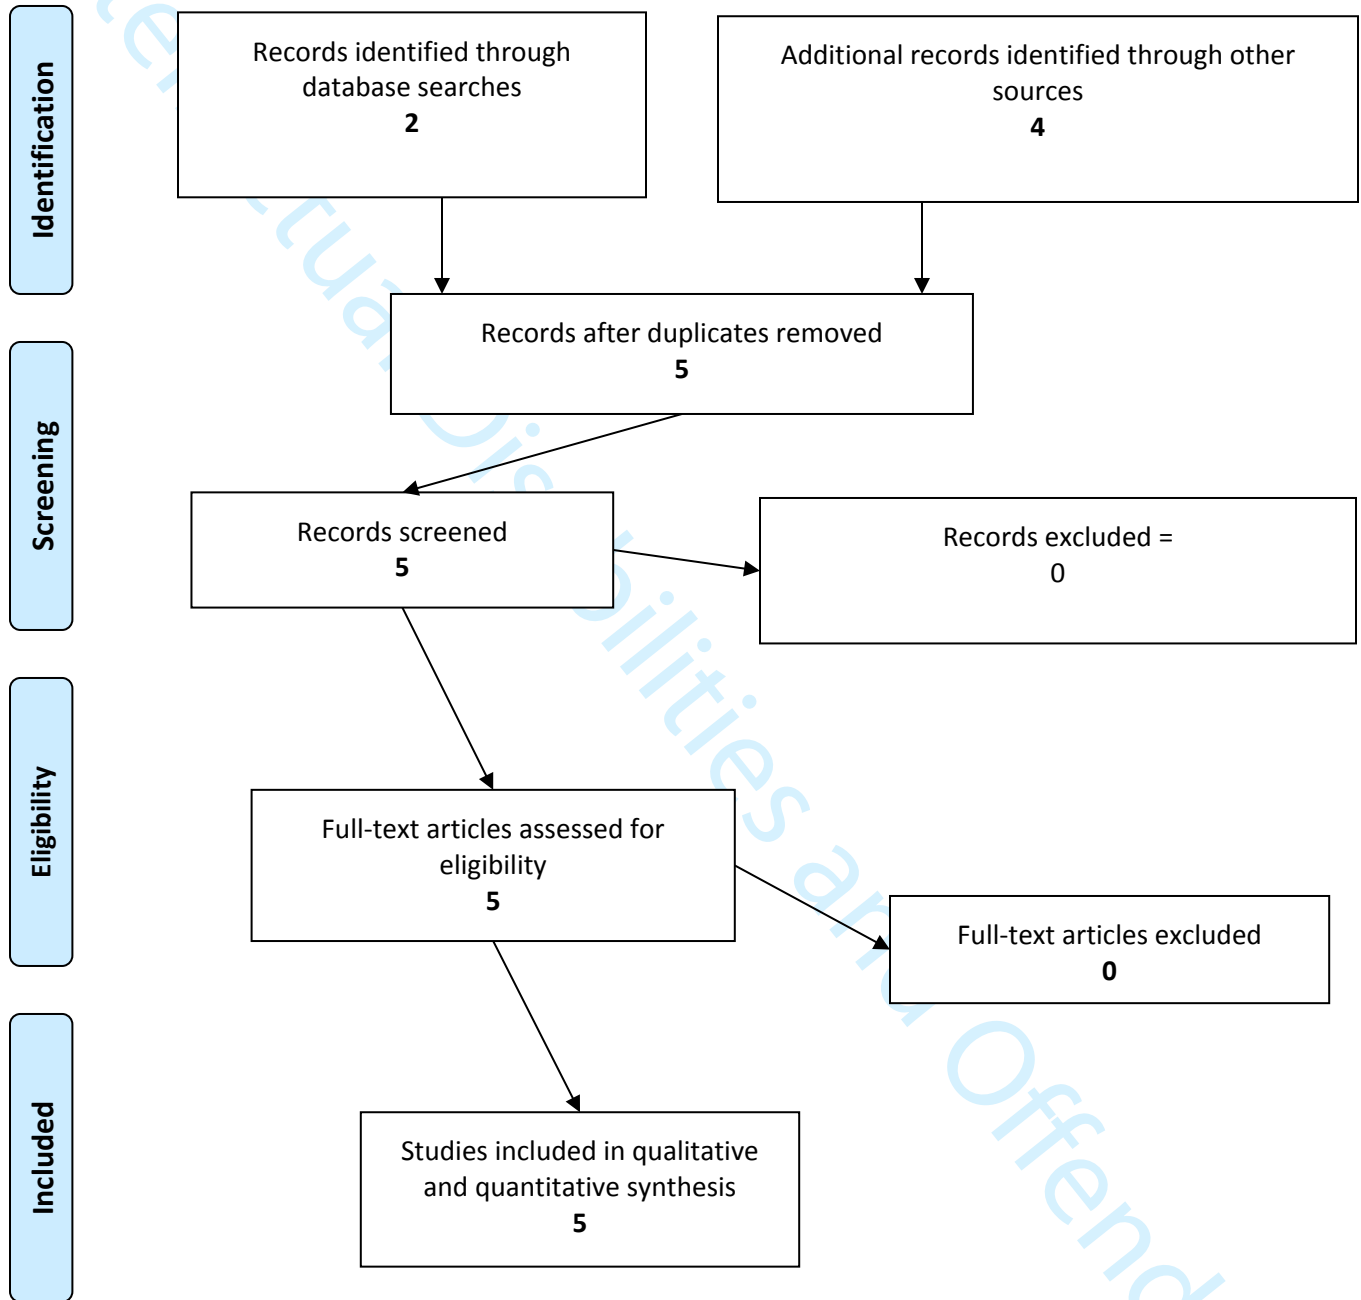 Identification
Records identified through
database searches
2
Additional records identified through other
sources
4
Records after duplicates removed
5
Screening
Records screened
5
Records excluded =
0
Eligibility
Full-text articles assessed for
eligibility
5
Full-text articles excluded
0
Included
Studies included in qualitative
and quantitative synthesis
5